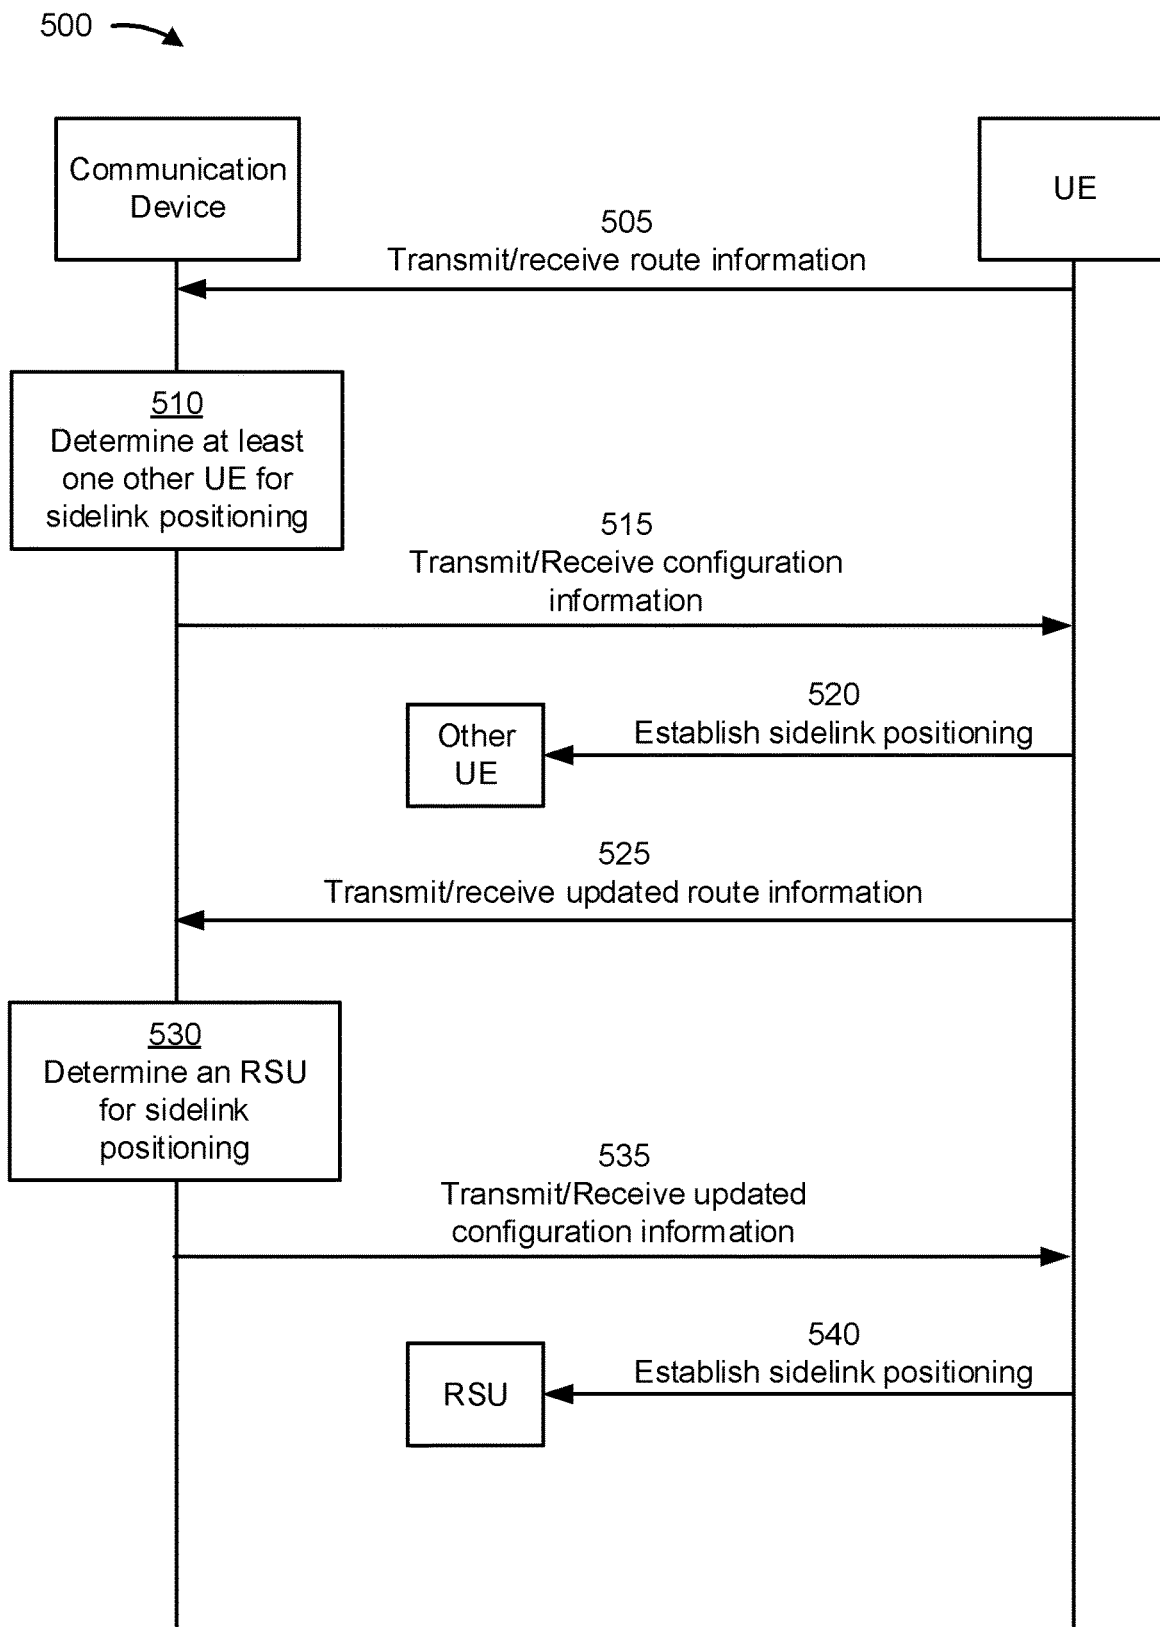 500
Communication
Device
UE
505
Transmit/receive route information
510
Determine at least
one other UE for
sidelink positioning
515
Transmit/Receive configuration
information
520
Establish sidelink positioning
Other
UE
525
Transmit/receive updated route information
530
Determine an RSU
for sidelink
positioning
535
Transmit/Receive updated
configuration information
540
Establish sidelink positioning
RSU